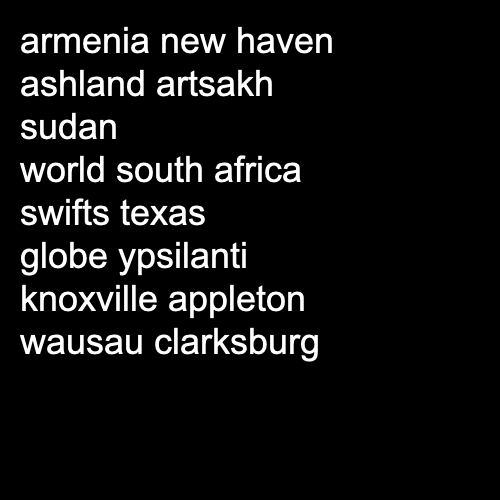 armenia new haven
ashland artsakh
sudan
world south africa
swifts texas
globe ypsilanti
knoxville appleton
wausau clarksburg